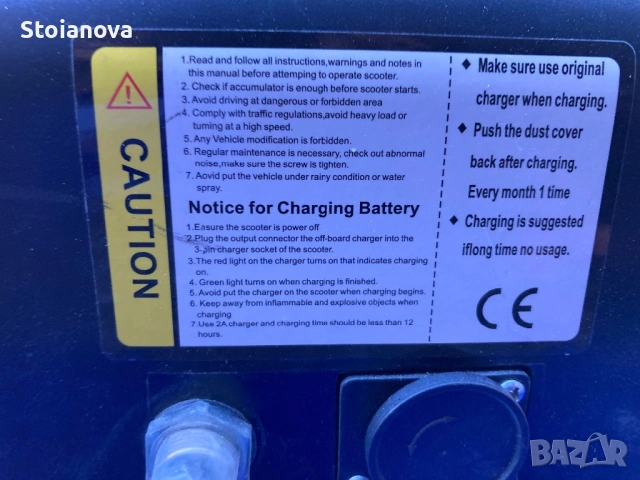 Stoianova
CAUTION
1.Read and follow all instructions,warnings and notes in
this manual before attemping to operate scooter.
2. Check if accumulator is enough before scooter starts.
3. Avoid driving at dangerous or forbidden area
4. Comply with traffic regulations,avoid heavy load or
turning at a high speed.
5. Any Vehicle modification is forbidden.
6. Regular maintenance is necessary, check out abnormal
noise,make sure the screw is tighten.
7. Aovid put the vehicle under rainy condition or water
spray.
Notice for Charging Battery
1.Easure the scooter is power off
2.Plug the output connector the off-board charger into the
3-pin charger socket of the scooter.
3.The red light on the charger turns on that indicates charging
on.
4. Green light turns on when charging is finished.
5. Avoid put the charger on the scooter when charging begins.
6. Keep away from inflammable and explosive objects when
charging
7.Use 2A charger and charging time should be less than 12
hours.
◆ Make sure use original
charger when charging.
◆ Push the dust cover
back after charging.
Every month 1 time
◆ Charging is suggested
iflong time no usage.
CE
BAZAR